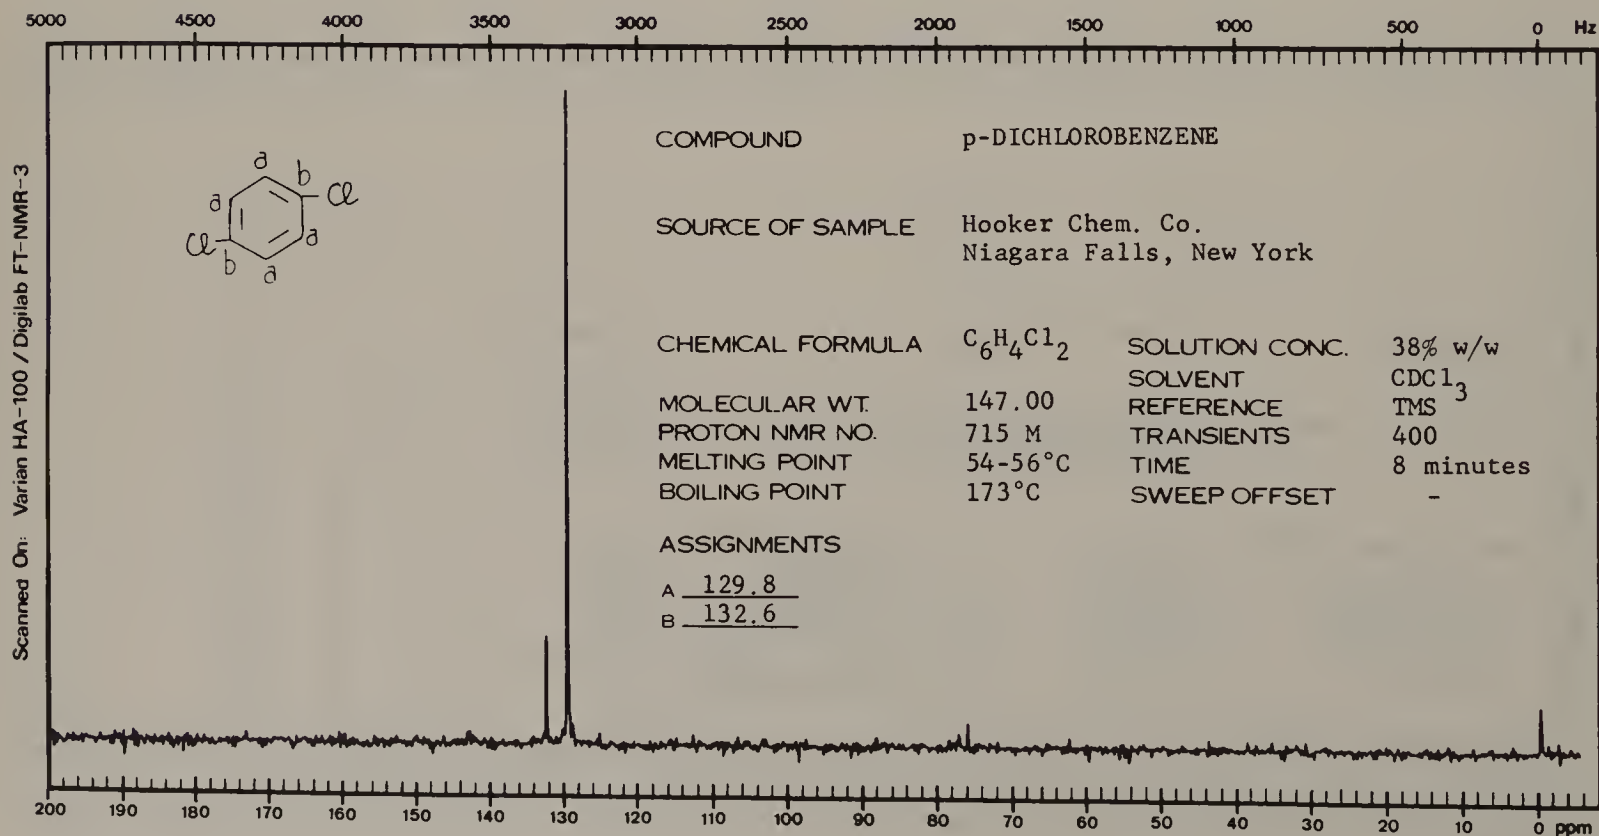 5000 4500 4000 3500 3000 2500 2000 1500 1000 500 0 Hz
Scanned On: Varian HA-100 / Digilab FT-NMR-3
a
a b Cl
a
Cl b a
COMPOUND p-DICHLOROBENZENE
SOURCE OF SAMPLE Hooker Chem. Co.
Niagara Falls, New York
CHEMICAL FORMULA C6H4Cl2
MOLECULAR WT. 147.00
PROTON NMR NO. 715 M
MELTING POINT 54-56°C
BOILING POINT 173°C
SOLUTION CONC. 38% w/w
SOLVENT CDCl3
REFERENCE TMS
TRANSIENTS 400
TIME 8 minutes
SWEEP OFFSET -
ASSIGNMENTS
A 129.8
B 132.6
200 190 180 170 160 150 140 130 120 110 100 90 80 70 60 50 40 30 20 10 0 ppm